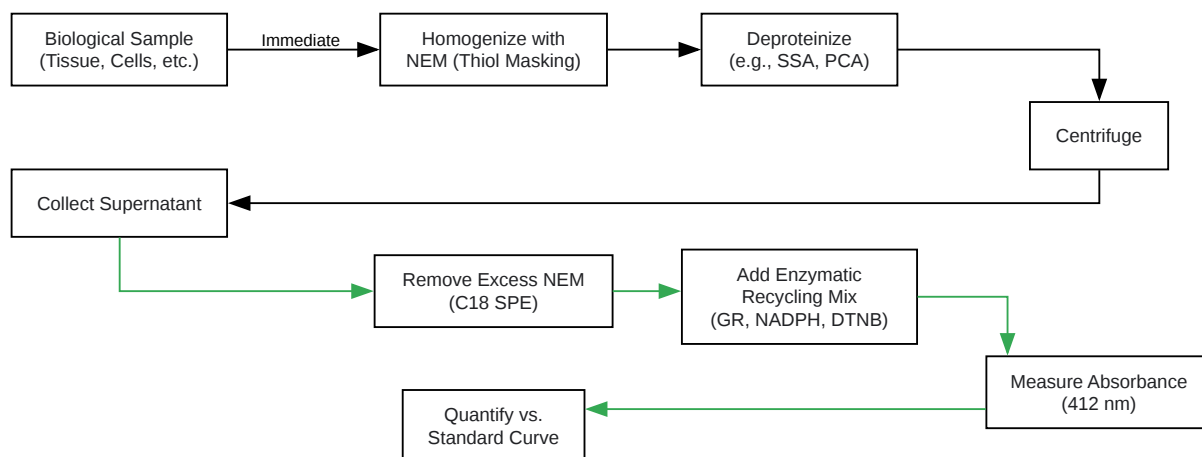 Biological Sample
(Tissue, Cells, etc.)
Immediate
Homogenize with
NEM (Thiol Masking)
Deproteinize
(e.g., SSA, PCA)
Centrifuge
Collect Supernatant
Remove Excess NEM
(C18 SPE)
Add Enzymatic
Recycling Mix
(GR, NADPH, DTNB)
Measure Absorbance
(412 nm)
Quantify vs.
Standard Curve